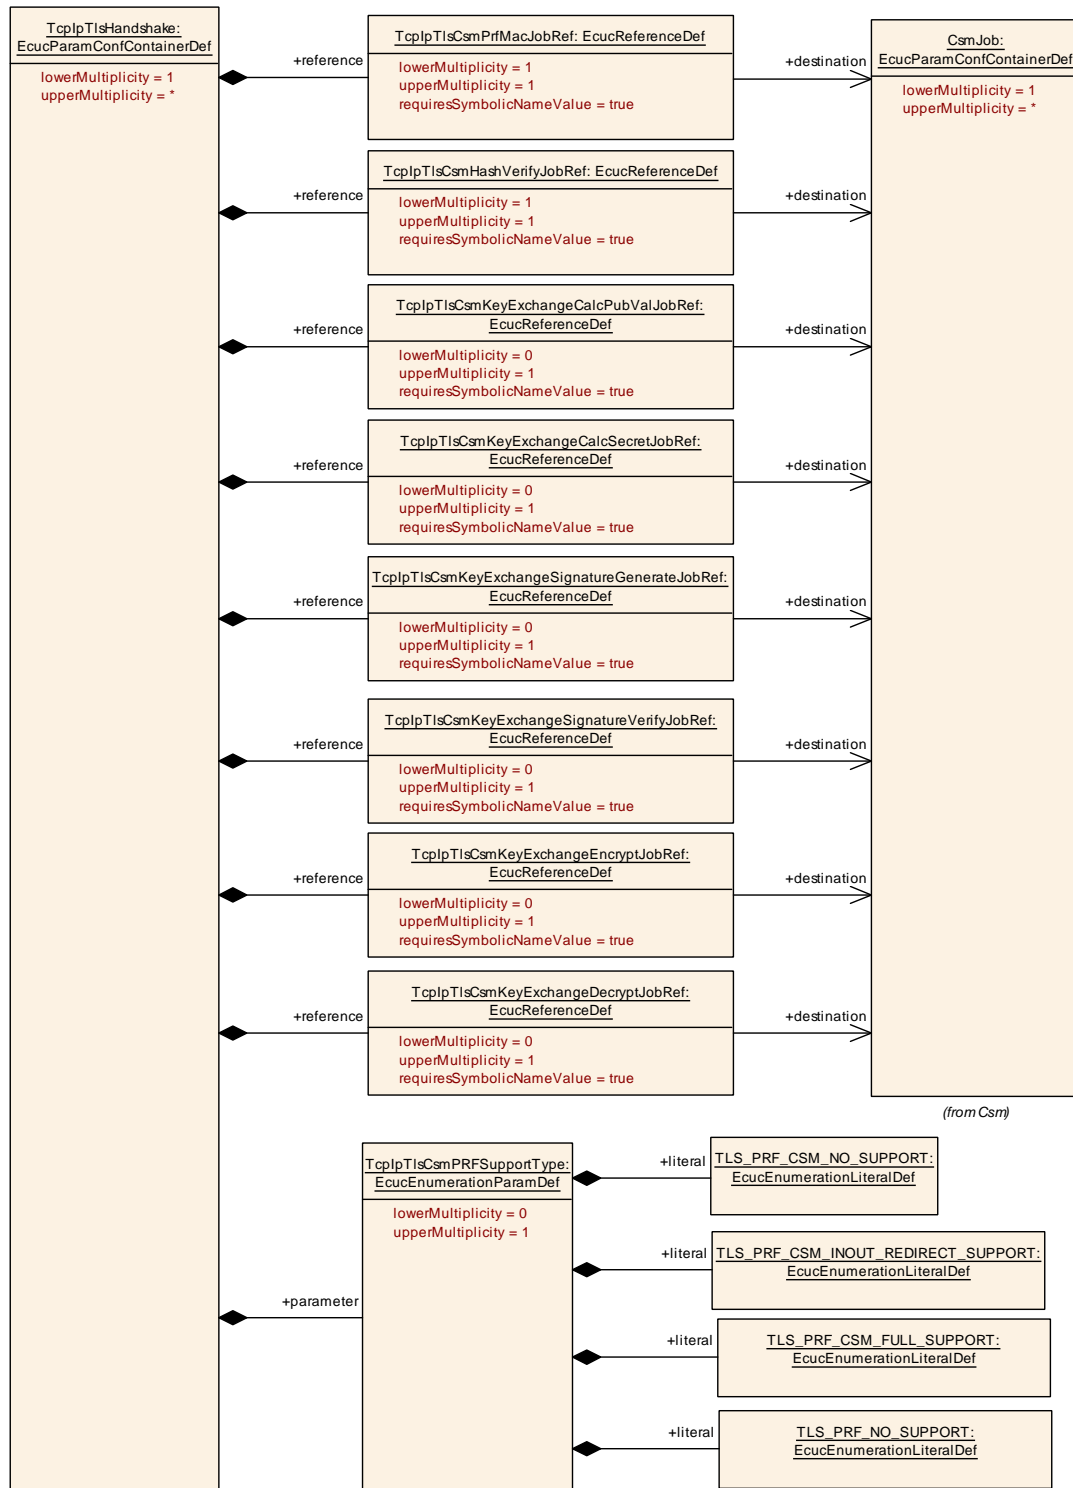 TcpIpTlsHandshake:
EcucParamConfContainerDef
lowerMultiplicity = 1
upperMultiplicity = *
+reference
TcpIpTlsCsmPrfMacJobRef: EcucReferenceDef
lowerMultiplicity = 1
upperMultiplicity = 1
requiresSymbolicNameValue = true
+destination
CsmJob:
EcucParamConfContainerDef
lowerMultiplicity = 1
upperMultiplicity = *
+reference
TcpIpTlsCsmHashVerifyJobRef: EcucReferenceDef
lowerMultiplicity = 1
upperMultiplicity = 1
requiresSymbolicNameValue = true
+destination
+reference
TcpIpTlsCsmKeyExchangeCalcPubValJobRef:
EcucReferenceDef
lowerMultiplicity = 0
upperMultiplicity = 1
requiresSymbolicNameValue = true
+destination
+reference
TcpIpTlsCsmKeyExchangeCalcSecretJobRef:
EcucReferenceDef
lowerMultiplicity = 0
upperMultiplicity = 1
requiresSymbolicNameValue = true
+destination
+reference
TcpIpTlsCsmKeyExchangeSignatureGenerateJobRef:
EcucReferenceDef
lowerMultiplicity = 0
upperMultiplicity = 1
requiresSymbolicNameValue = true
+destination
+reference
TcpIpTlsCsmKeyExchangeSignatureVerifyJobRef:
EcucReferenceDef
lowerMultiplicity = 0
upperMultiplicity = 1
requiresSymbolicNameValue = true
+destination
+reference
TcpIpTlsCsmKeyExchangeEncryptJobRef:
EcucReferenceDef
lowerMultiplicity = 0
upperMultiplicity = 1
requiresSymbolicNameValue = true
+destination
+reference
TcpIpTlsCsmKeyExchangeDecryptJobRef:
EcucReferenceDef
lowerMultiplicity = 0
upperMultiplicity = 1
requiresSymbolicNameValue = true
+destination
(from Csm)
+parameter
TcpIpTlsCsmPRFSupportType:
EcucEnumerationParamDef
lowerMultiplicity = 0
upperMultiplicity = 1
+literal
TLS_PRF_CSM_NO_SUPPORT:
EcucEnumerationLiteralDef
+literal
TLS_PRF_CSM_INOUT_REDIRECT_SUPPORT:
EcucEnumerationLiteralDef
+literal
TLS_PRF_CSM_FULL_SUPPORT:
EcucEnumerationLiteralDef
+literal
TLS_PRF_NO_SUPPORT:
EcucEnumerationLiteralDef